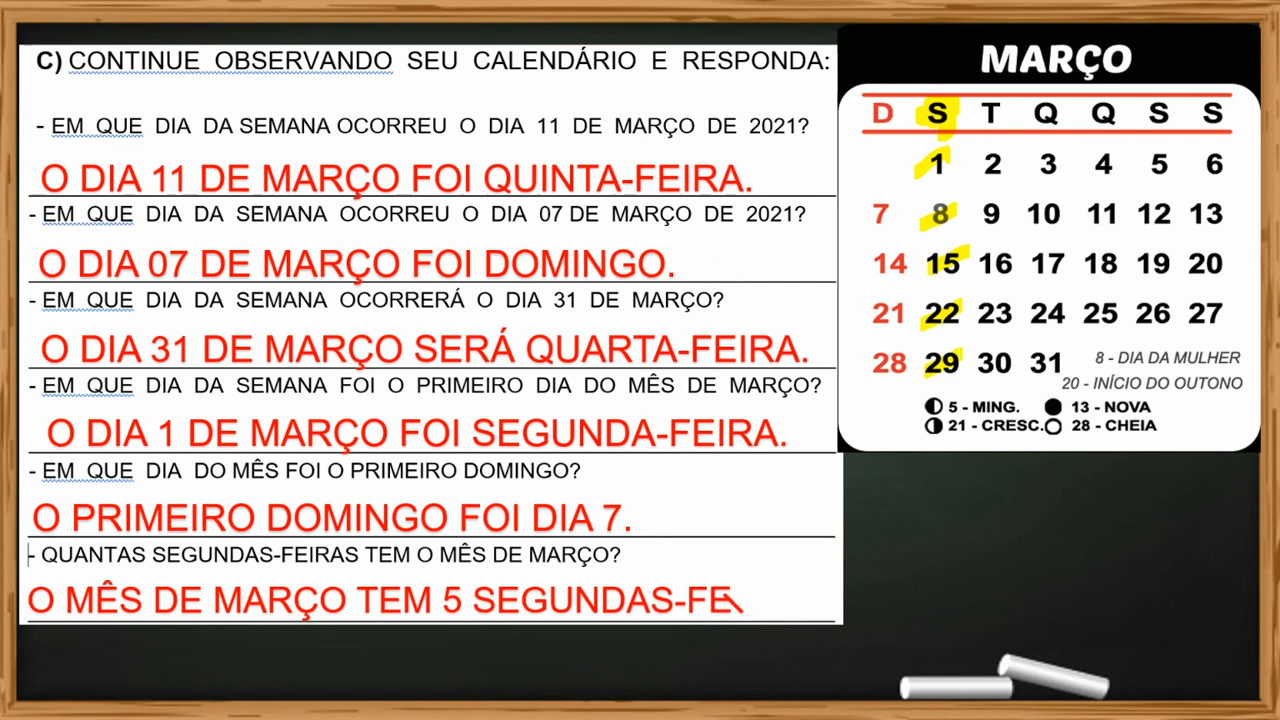 C) CONTINUE OBSERVANDO SEU CALENDÁRIO E RESPONDA:
- EM QUE DIA DA SEMANA OCORREU O DIA 11 DE MARÇO DE 2021?
O DIA 11 DE MARÇO FOI QUINTA-FEIRA.
- EM QUE DIA DA SEMANA OCORREU O DIA 07 DE MARÇO DE 2021?
O DIA 07 DE MARÇO FOI DOMINGO.
- EM QUE DIA DA SEMANA OCORRERÁ O DIA 31 DE MARÇO?
O DIA 31 DE MARÇO SERÁ QUARTA-FEIRA.
- EM QUE DIA DA SEMANA FOI O PRIMEIRO DIA DO MÊS DE MARÇO?
O DIA 1 DE MARÇO FOI SEGUNDA-FEIRA.
- EM QUE DIA DO MÊS FOI O PRIMEIRO DOMINGO?
O PRIMEIRO DOMINGO FOI DIA 7.
- QUANTAS SEGUNDAS-FEIRAS TEM O MÊS DE MARÇO?
O MÊS DE MARÇO TEM 5 SEGUNDAS-FE
MARÇO
D S T Q Q S S
1 2 3 4 5 6
7 8 9 10 11 12 13
14 15 16 17 18 19 20
21 22 23 24 25 26 27
28 29 30 31
8 - DIA DA MULHER
20 - INÍCIO DO OUTONO
5 - MING. 13 - NOVA
21 - CRESC. 28 - CHEIA